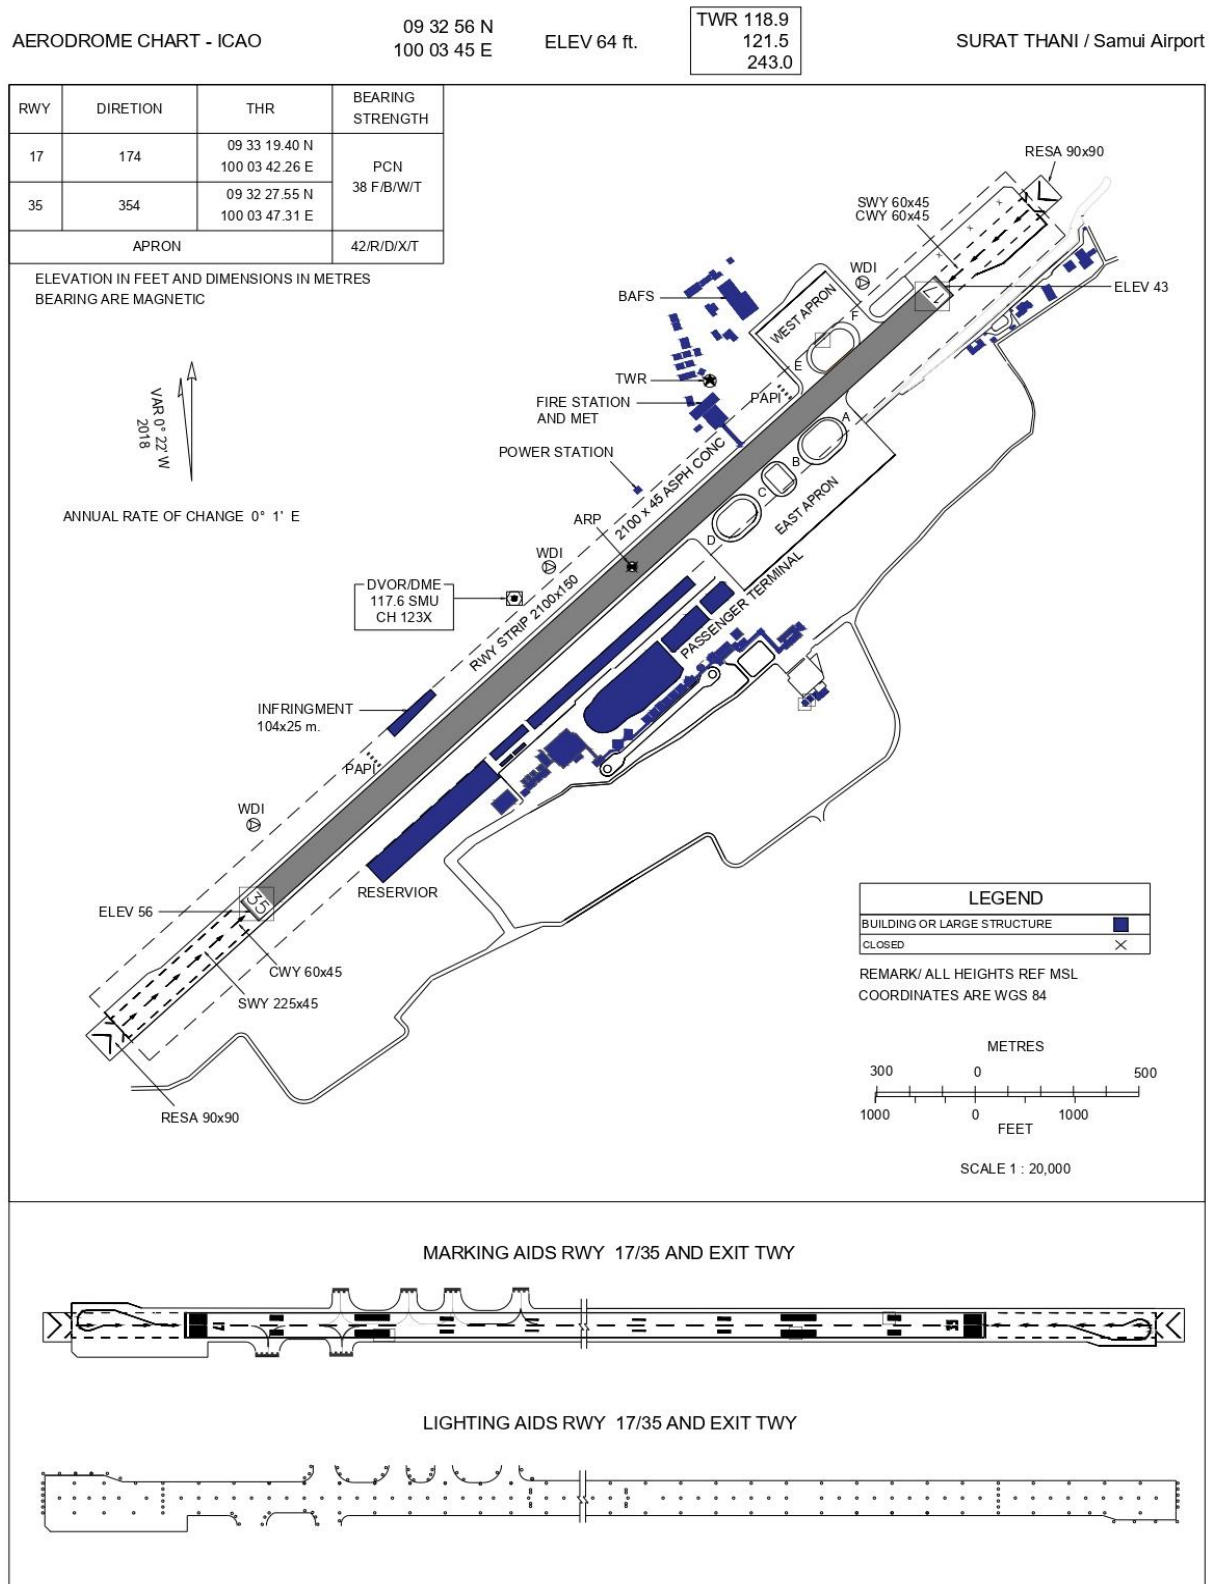 AERODROME CHART - ICAO
09 32 56 N
100 03 45 E
ELEV 64 ft.
TWR 118.9
121.5
243.0
SURAT THANI / Samui Airport
RWY DIRETION THR BEARING STRENGTH
17 174 09 33 19.40 N
100 03 42.26 E
PCN
38 F/B/W/T
35 354 09 32 27.55 N
100 03 47.31 E
APRON 42/R/D/X/T
ELEVATION IN FEET AND DIMENSIONS IN METRES
BEARING ARE MAGNETIC
VAR 0° 22' W
2018
ANNUAL RATE OF CHANGE 0° 1' E
RESA 90x90
SWY 60x45
CWY 60x45
WDI
ELEV 43
17
BAFS
WEST APRON
F
E
TWR
PAPI
FIRE STATION
AND MET
A
B
C
D
EAST APRON
POWER STATION
2100 x 45 ASPH CONC
ARP
WDI
DVOR/DME
117.6 SMU
CH 123X
RWY STRIP 2100x150
PASSENGER TERMINAL
INFRINGMENT
104x25 m.
PAPI
WDI
RESERVIOR
ELEV 56
35
CWY 60x45
SWY 225x45
RESA 90x90
LEGEND
BUILDING OR LARGE STRUCTURE
CLOSED
REMARK/ ALL HEIGHTS REF MSL
COORDINATES ARE WGS 84
METRES
300 0 500
1000 0 1000
FEET
SCALE 1 : 20,000
MARKING AIDS RWY 17/35 AND EXIT TWY
17
35
LIGHTING AIDS RWY 17/35 AND EXIT TWY